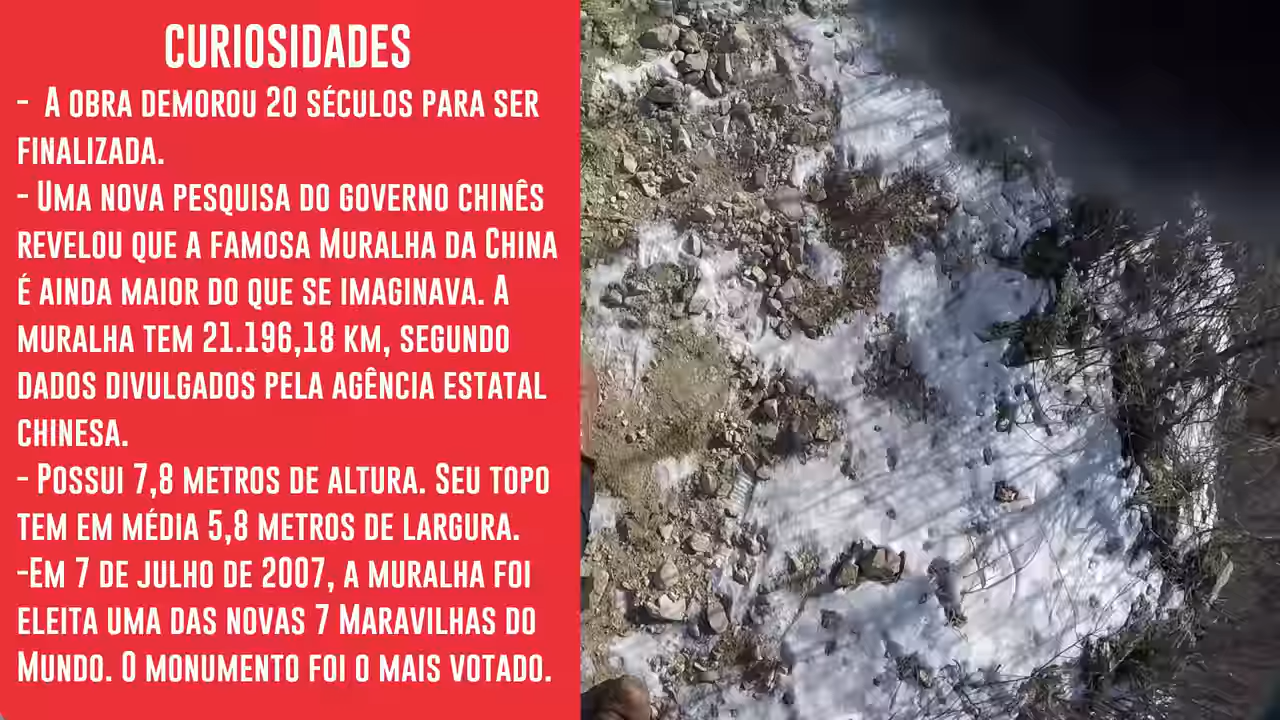 CURIOSIDADES
- A OBRA DEMOROU 20 SÉCULOS PARA SER
FINALIZADA.
- UMA NOVA PESQUISA DO GOVERNO CHINÊS
REVELOU QUE A FAMOSA MURALHA DA CHINA
É AINDA MAIOR DO QUE SE IMAGINAVA. A
MURALHA TEM 21.196,18 KM, SEGUNDO
DADOS DIVULGADOS PELA AGÊNCIA ESTATAL
CHINESA.
- POSSUI 7,8 METROS DE ALTURA. SEU TOPO
TEM EM MÉDIA 5,8 METROS DE LARGURA.
-EM 7 DE JULHO DE 2007, A MURALHA FOI
ELEITA UMA DAS NOVAS 7 MARAVILHAS DO
MUNDO. O MONUMENTO FOI O MAIS VOTADO.